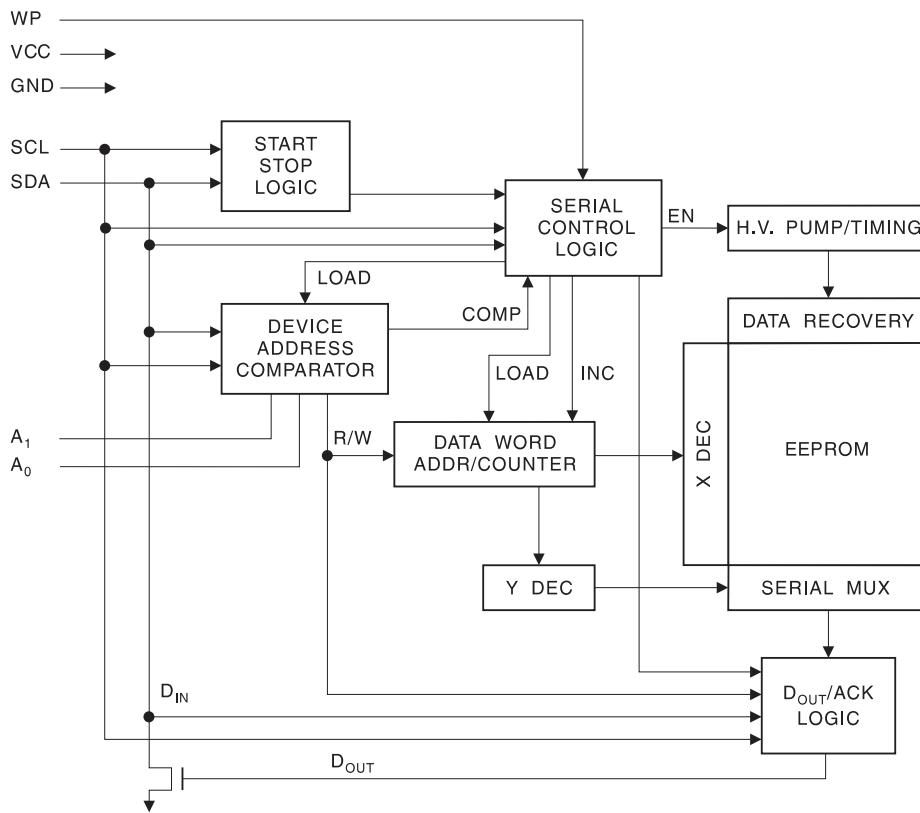 WP
VCC
GND
SCL
SDA
START
STOP
LOGIC
SERIAL
CONTROL
LOGIC
EN
H.V. PUMP/TIMING
LOAD
COMP
DEVICE
ADDRESS
COMPARATOR
DATA RECOVERY
LOAD
INC
A1
A0
R/W
DATA WORD
ADDR/COUNTER
X DEC
EEPROM
Y DEC
SERIAL MUX
DIN
DOUT/ACK
LOGIC
DOUT